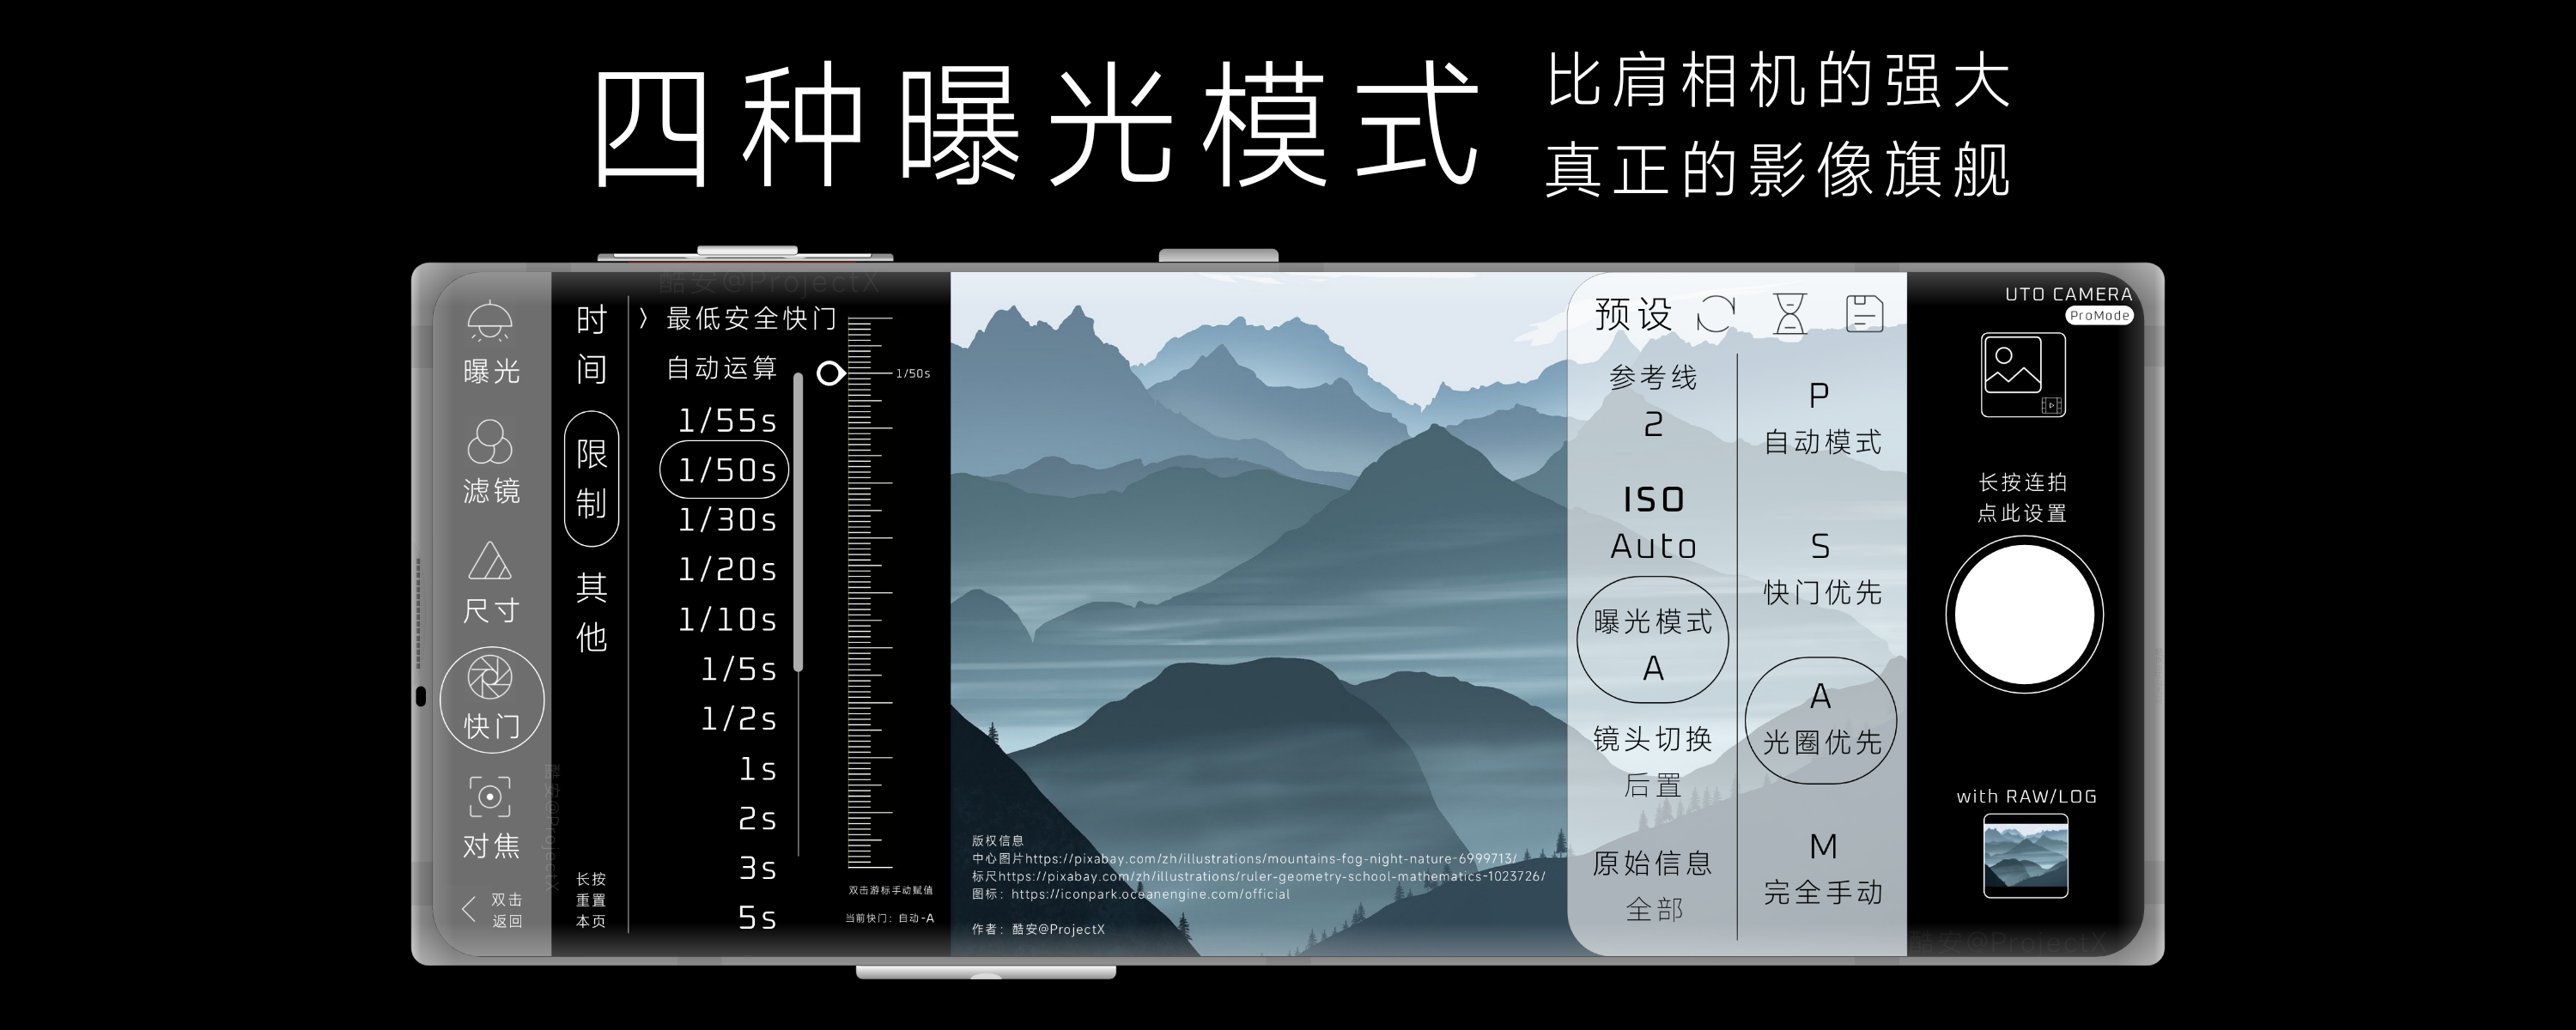 四种曝光模式
比肩相机的强大
真正的影像旗舰
酷安@ProjectX
曝光
滤镜
尺寸
快门
对焦
双击
返回
酷安@ProjectX
时间
限制
其他
长按
重置
本页
〉最低安全快门
自动运算
1/55s
1/50s
1/30s
1/20s
1/10s
1/5s
1/2s
1s
2s
3s
5s
1/50s
双击游标手动赋值
当前快门：自动-A
版权信息
中心图片https://pixabay.com/zh/illustrations/mountains-fog-night-nature-6999713/
标尺https://pixabay.com/zh/illustrations/ruler-geometry-school-mathematics-1023726/
图标：https://iconpark.oceanengine.com/official
作者：酷安@ProjectX
预设
参考线
2
ISO
Auto
曝光模式
A
镜头切换
后置
原始信息
全部
P
自动模式
S
快门优先
A
光圈优先
M
完全手动
UTO CAMERA
ProMode
长按连拍
点此设置
with RAW/LOG
酷安@ProjectX